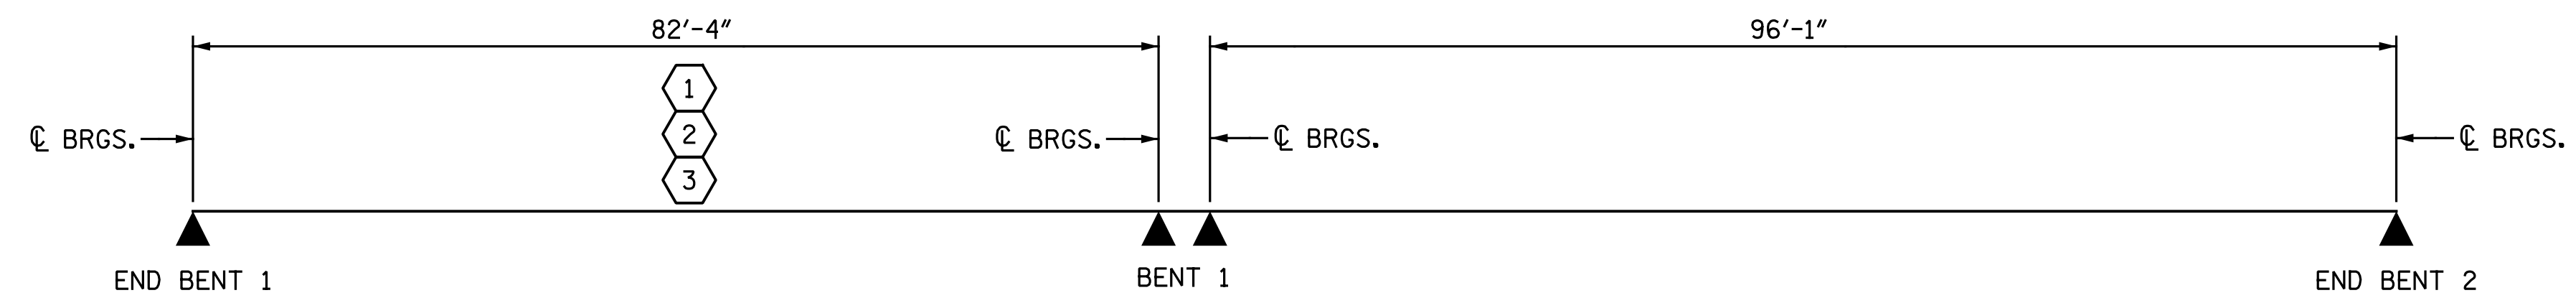 82'-4" 96'-1"
1
2
3
℄ BRGS. ℄ BRGS. ℄ BRGS. ℄ BRGS.
END BENT 1 BENT 1 END BENT 2